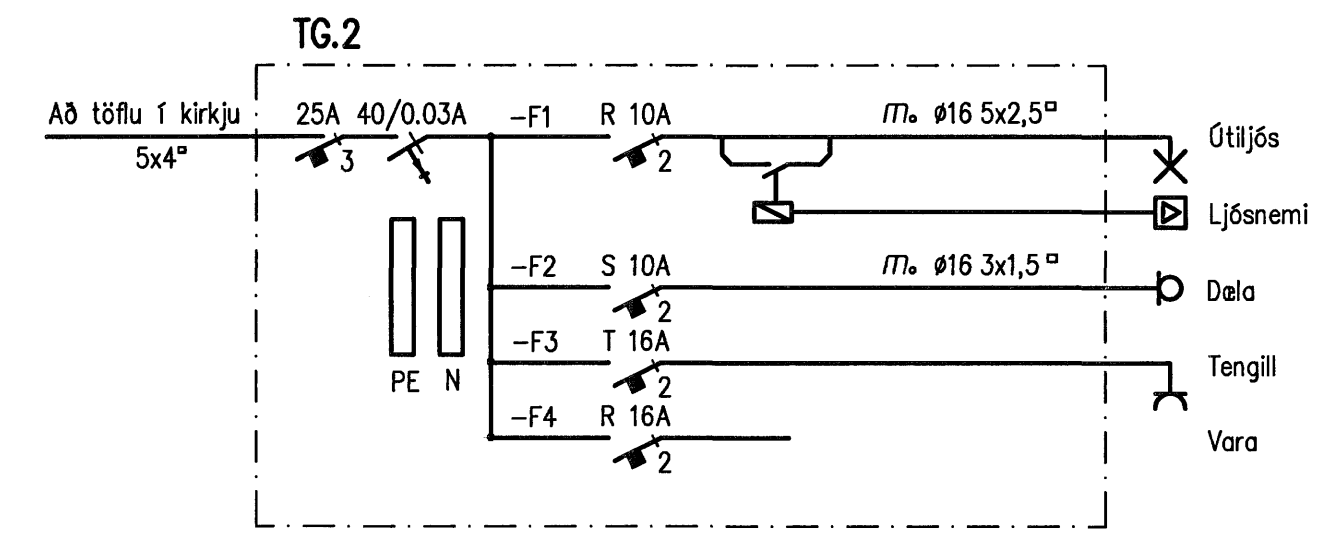 TG.2
Að töflu í kirkju
5x4□
25A 40/0.03A
3
-F1 R 10A
2
m. ø16 5x2,5□
Útiljós
Ljósnemi
-F2 S 10A
2
m. ø16 3x1,5□
Dæla
-F3 T 16A
2
Tengill
PE N
-F4 R 16A
2
Vara